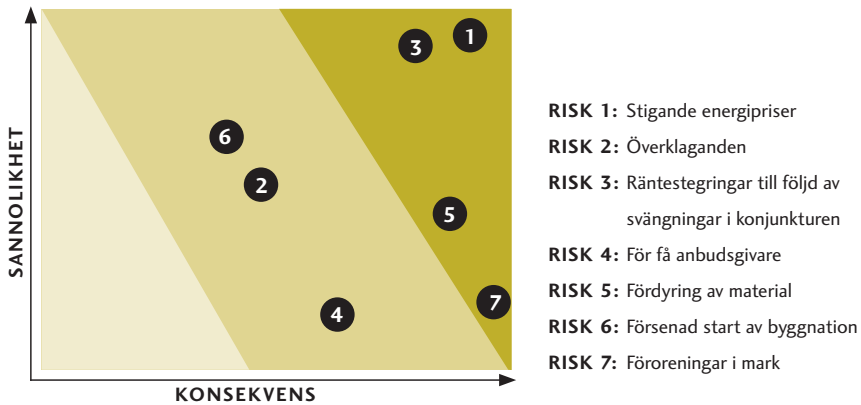 SANNOLIKHET
1
3
6
2
5
7
4
KONSEKVENS
RISK 1: Stigande energipriser
RISK 2: Överklaganden
RISK 3: Räntestegringar till följd av
svängningar i konjunkturen
RISK 4: För få anbudsgivare
RISK 5: Fördyring av material
RISK 6: Försenad start av byggnation
RISK 7: Föroreningar i mark